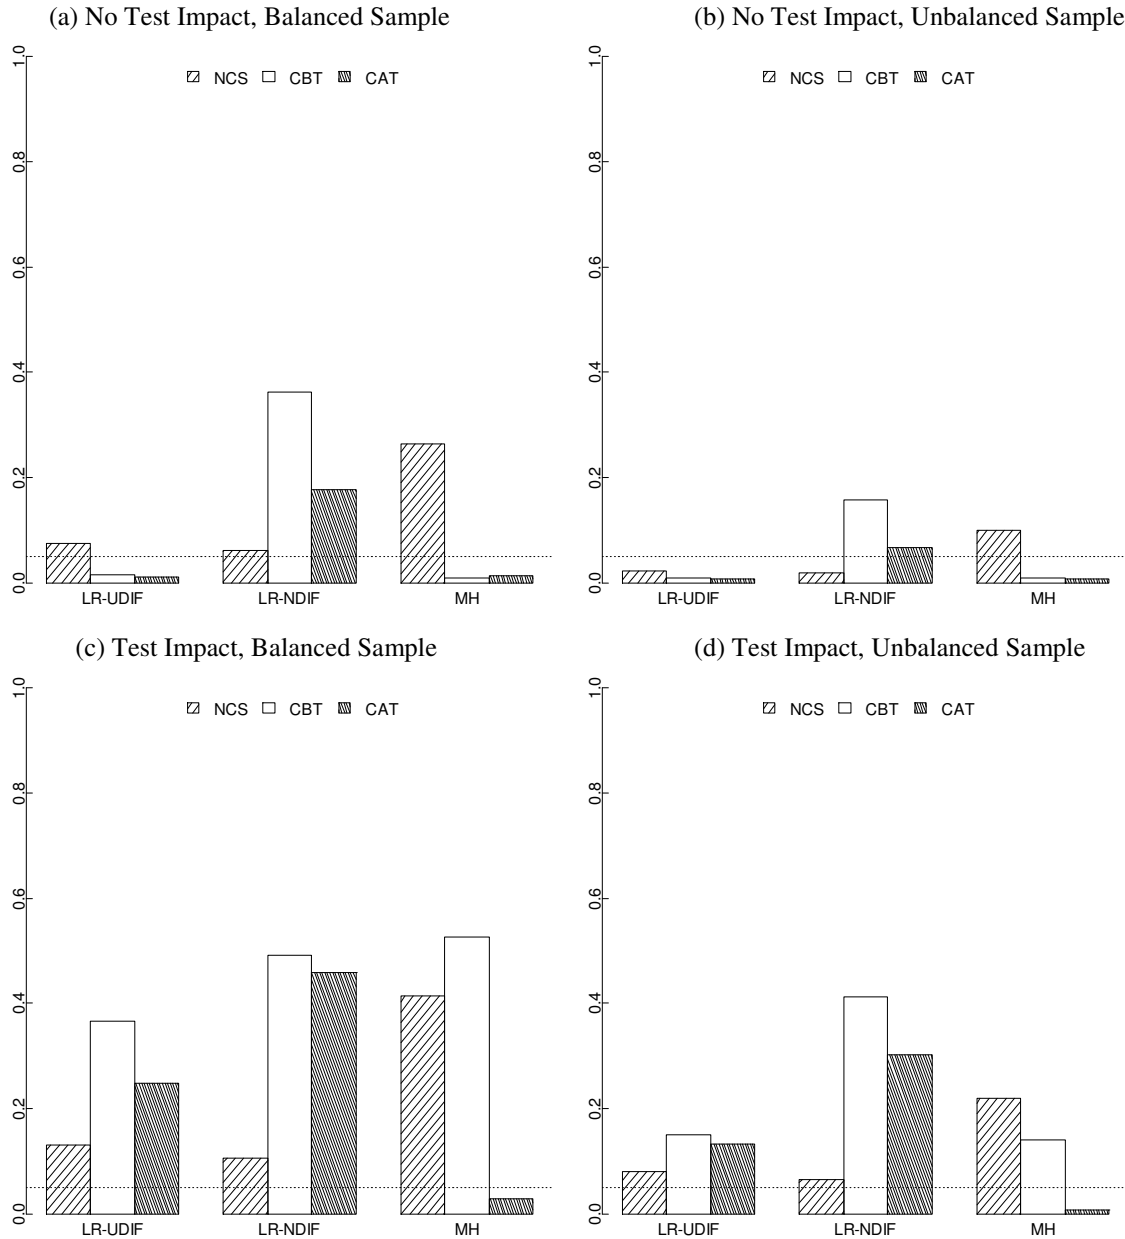 (a) No Test Impact, Balanced Sample
NCS CBT CAT
1.0
0.8
0.6
0.4
0.2
0.0
LR-UDIF LR-NDIF MH
(b) No Test Impact, Unbalanced Sample
NCS CBT CAT
1.0
0.8
0.6
0.4
0.2
0.0
LR-UDIF LR-NDIF MH
(c) Test Impact, Balanced Sample
NCS CBT CAT
1.0
0.8
0.6
0.4
0.2
0.0
LR-UDIF LR-NDIF MH
(d) Test Impact, Unbalanced Sample
NCS CBT CAT
1.0
0.8
0.6
0.4
0.2
0.0
LR-UDIF LR-NDIF MH